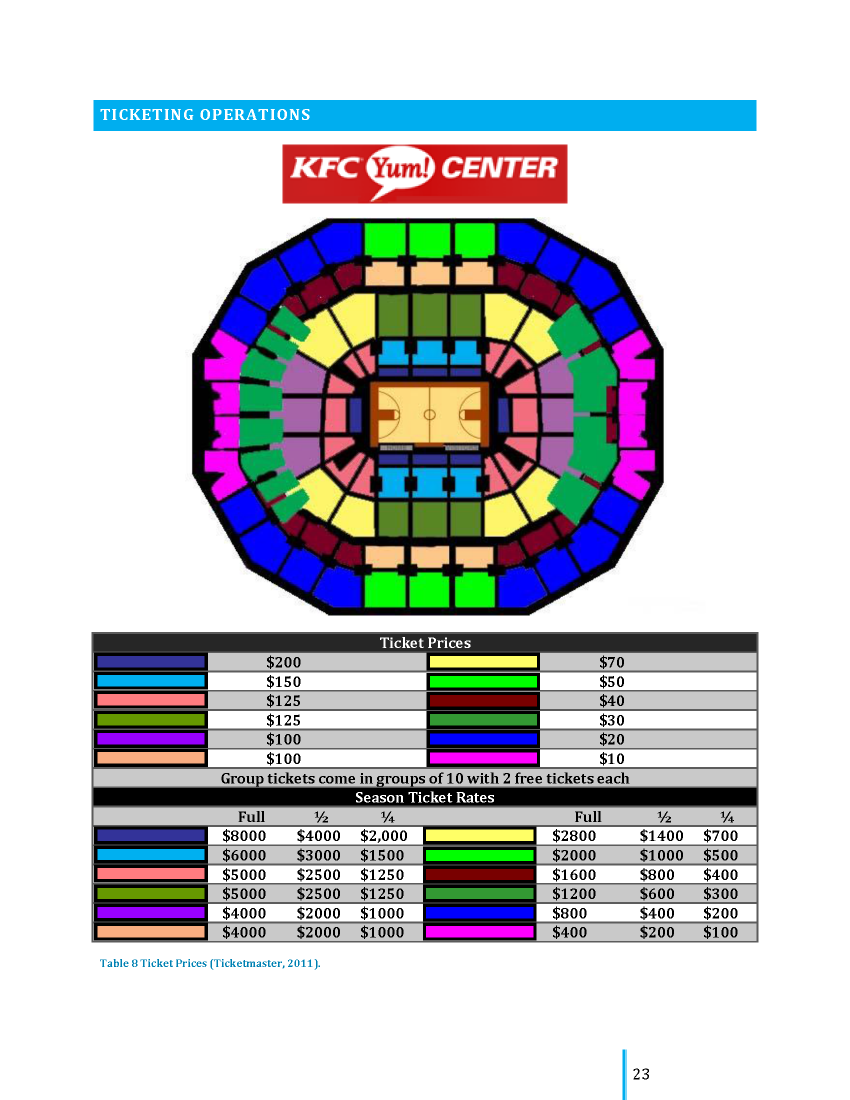 TICKETING OPERATIONS
KFC Yum! CENTER
Ticket Prices
$200 $70
$150 $50
$125 $40
$125 $30
$100 $20
$100 $10
Group tickets come in groups of 10 with 2 free tickets each
Season Ticket Rates
Full ½ ¼ Full ½ ¼
$8000 $4000 $2,000 $2800 $1400 $700
$6000 $3000 $1500 $2000 $1000 $500
$5000 $2500 $1250 $1600 $800 $400
$5000 $2500 $1250 $1200 $600 $300
$4000 $2000 $1000 $800 $400 $200
$4000 $2000 $1000 $400 $200 $100
Table 8 Ticket Prices (Ticketmaster, 2011).
23